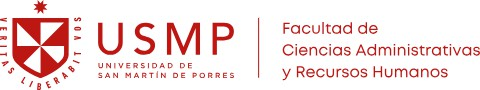 VERITAS LIBERABIT VOS
USMP
UNIVERSIDAD DE
SAN MARTÍN DE PORRES
Facultad de
Ciencias Administrativas
y Recursos Humanos